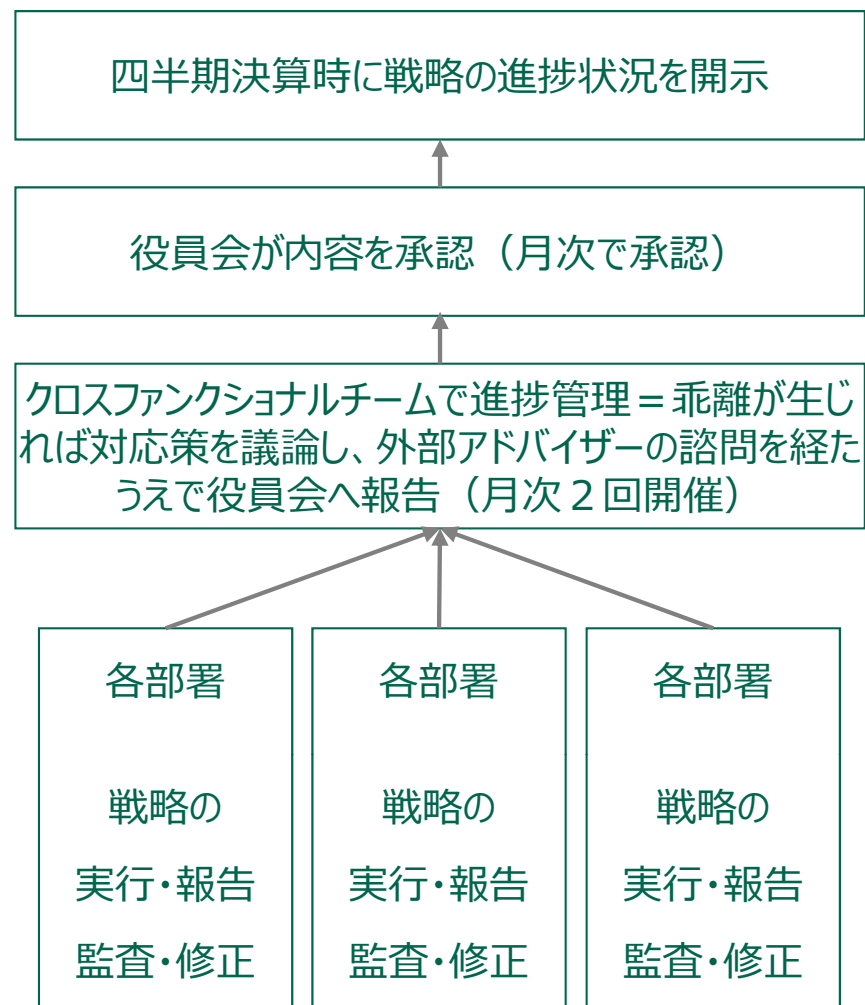 四半期決算時に戦略の進捗状況を開示
役員会が内容を承認（月次で承認）
クロスファンクショナルチームで進捗管理＝乖離が生じ
れば対応策を議論し、外部アドバイザーの諮問を経た
うえで役員会へ報告（月次２回開催）
各部署
戦略の
実行・報告
監査・修正
各部署
戦略の
実行・報告
監査・修正
各部署
戦略の
実行・報告
監査・修正